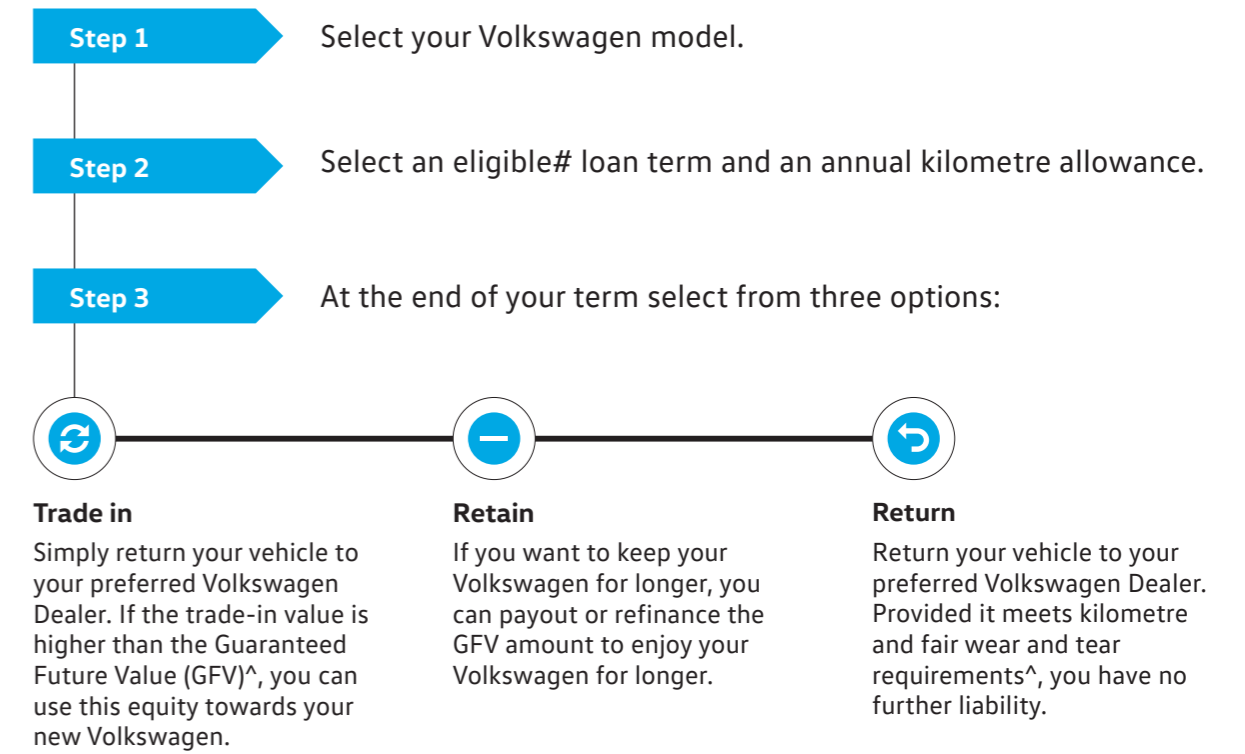 Step 1
Select your Volkswagen model.
Step 2
Select an eligible# loan term and an annual kilometre allowance.
Step 3
At the end of your term select from three options:
Trade in
Simply return your vehicle to
your preferred Volkswagen
Dealer. If the trade-in value is
higher than the Guaranteed
Future Value (GFV)^, you can
use this equity towards your
new Volkswagen.
Retain
If you want to keep your
Volkswagen for longer, you
can payout or refinance the
GFV amount to enjoy your
Volkswagen for longer.
Return
Return your vehicle to your
preferred Volkswagen Dealer.
Provided it meets kilometre
and fair wear and tear
requirements^, you have no
further liability.